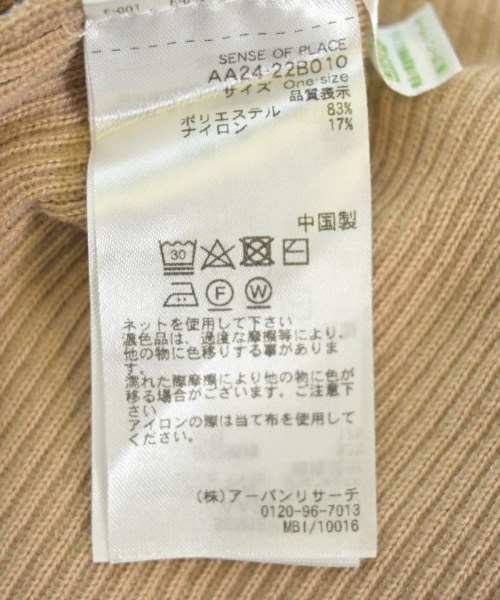 F-001
SENSE OF PLACE
AA24-22B010
サイズ One-size
品質表示
ポリエステル 83%
ナイロン 17%
中国製
30
F W
ネットを使用して下さい
濃色品は、過度な摩擦等により、
他の物に色移りする事がありま
す。
濡れた際摩擦により他の物に色が
移る場合がございます。ご注意下
さい
アイロンの際は当て布を使用して
ください。
(株)アーバンリサーチ
0120-96-7013
MBI/10016